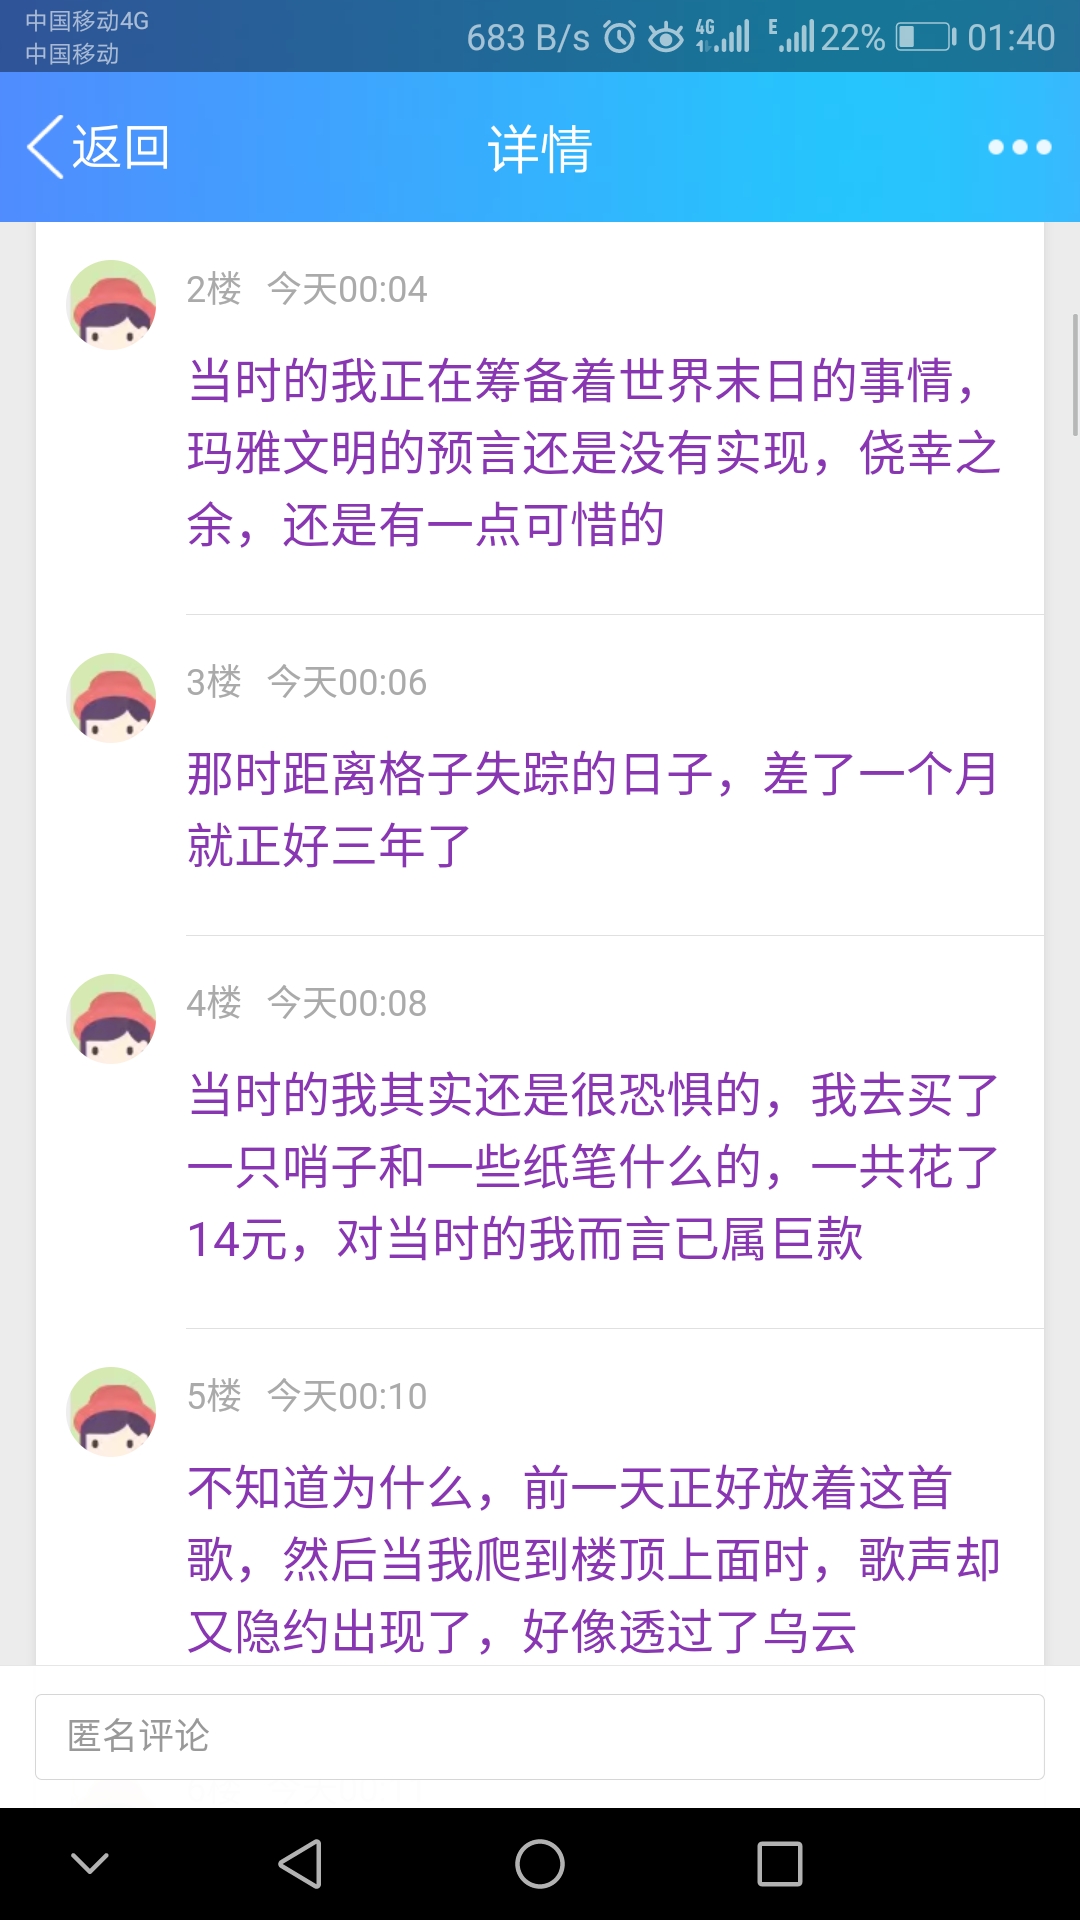 中国移动4G
中国移动
683 B/s 4G E 22% 01:40
返回 详情
2楼 今天00:04
当时的我正在筹备着世界末日的事情，
玛雅文明的预言还是没有实现，侥幸之
余，还是有一点可惜的
3楼 今天00:06
那时距离格子失踪的日子，差了一个月
就正好三年了
4楼 今天00:08
当时的我其实还是很恐惧的，我去买了
一只哨子和一些纸笔什么的，一共花了
14元，对当时的我而言已属巨款
5楼 今天00:10
不知道为什么，前一天正好放着这首
歌，然后当我爬到楼顶上面时，歌声却
又隐约出现了，好像透过了乌云
匿名评论